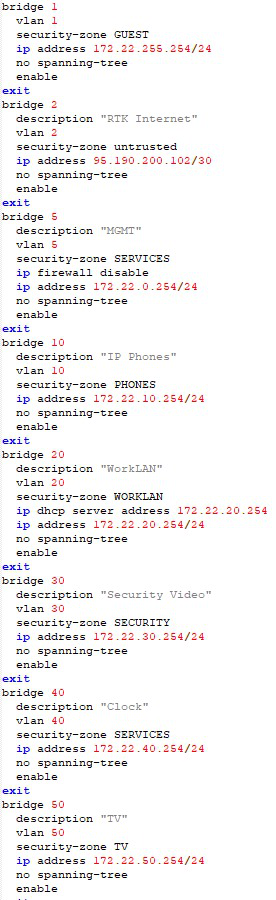 bridge 1
vlan 1
security-zone GUEST
ip address 172.22.255.254/24
no spanning-tree
enable
exit
bridge 2
description "RTK Internet"
vlan 2
security-zone untrusted
ip address 95.190.200.102/30
no spanning-tree
enable
exit
bridge 5
description "MGMT"
vlan 5
security-zone SERVICES
ip firewall disable
ip address 172.22.0.254/24
no spanning-tree
enable
exit
bridge 10
description "IP Phones"
vlan 10
security-zone PHONES
ip address 172.22.10.254/24
no spanning-tree
enable
exit
bridge 20
description "WorkLAN"
vlan 20
security-zone WORKLAN
ip dhcp server address 172.22.20.254
ip address 172.22.20.254/24
no spanning-tree
enable
exit
bridge 30
description "Security Video"
vlan 30
security-zone SECURITY
ip address 172.22.30.254/24
no spanning-tree
enable
exit
bridge 40
description "Clock"
vlan 40
security-zone SERVICES
ip address 172.22.40.254/24
no spanning-tree
enable
exit
bridge 50
description "TV"
vlan 50
security-zone TV
ip address 172.22.50.254/24
no spanning-tree
enable